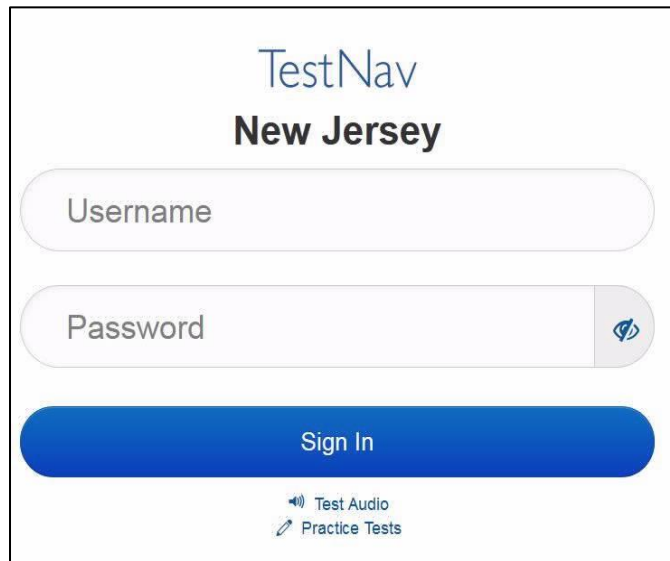 TestNav
New Jersey
Username
Password
Sign In
Test Audio
Practice Tests